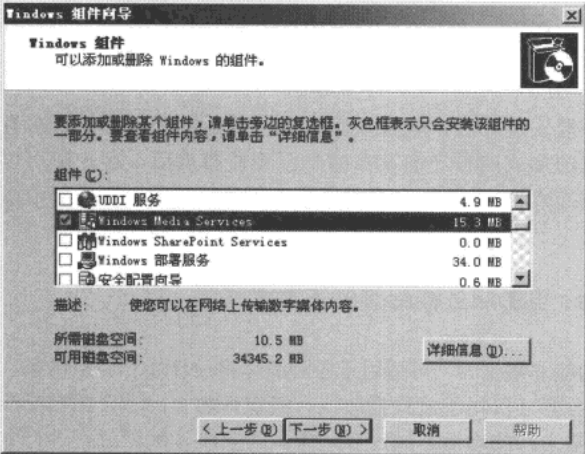 Windows 组件向导
Windows 组件
可以添加或删除 Windows 的组件。
要添加或删除某个组件，请单击旁边的复选框。灰色框表示只会安装该组件的
一部分。要查看组件内容，请单击“详细信息”。
组件(C):
UDDI 服务 4.9 MB
Windows Media Services 15.3 MB
Windows SharePoint Services 0.0 MB
Windows 部署服务 34.0 MB
安全配置向导 0.6 MB
描述: 使您可以在网络上传输数字媒体内容。
所需磁盘空间: 10.5 MB
可用磁盘空间: 34345.2 MB
详细信息(D)...
< 上一步(B) 下一步(N) > 取消 帮助